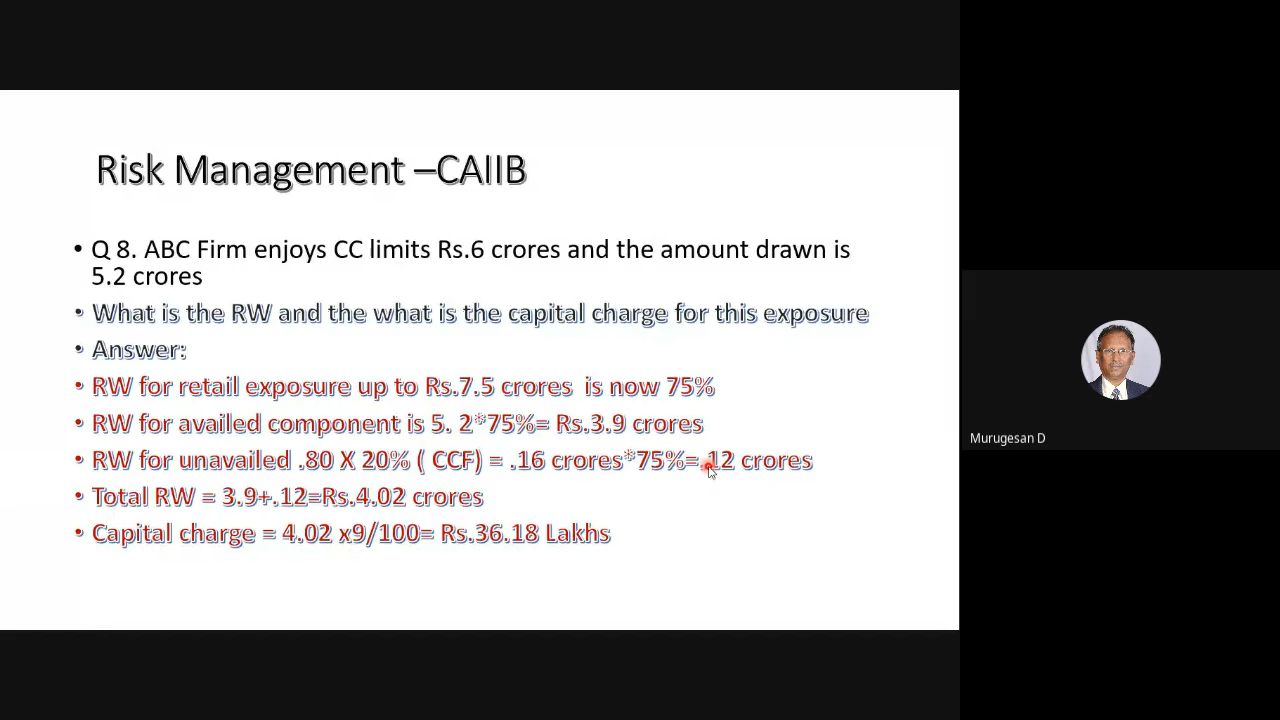 Risk Management –CAIIB
• Q 8. ABC Firm enjoys CC limits Rs.6 crores and the amount drawn is
5.2 crores
• What is the RW and the what is the capital charge for this exposure
• Answer:
• RW for retail exposure up to Rs.7.5 crores is now 75%
• RW for availed component is 5. 2*75%= Rs.3.9 crores
• RW for unavailed .80 X 20% ( CCF) = .16 crores*75%=.12 crores
• Total RW = 3.9+.12=Rs.4.02 crores
• Capital charge = 4.02 x9/100= Rs.36.18 Lakhs
Murugesan D